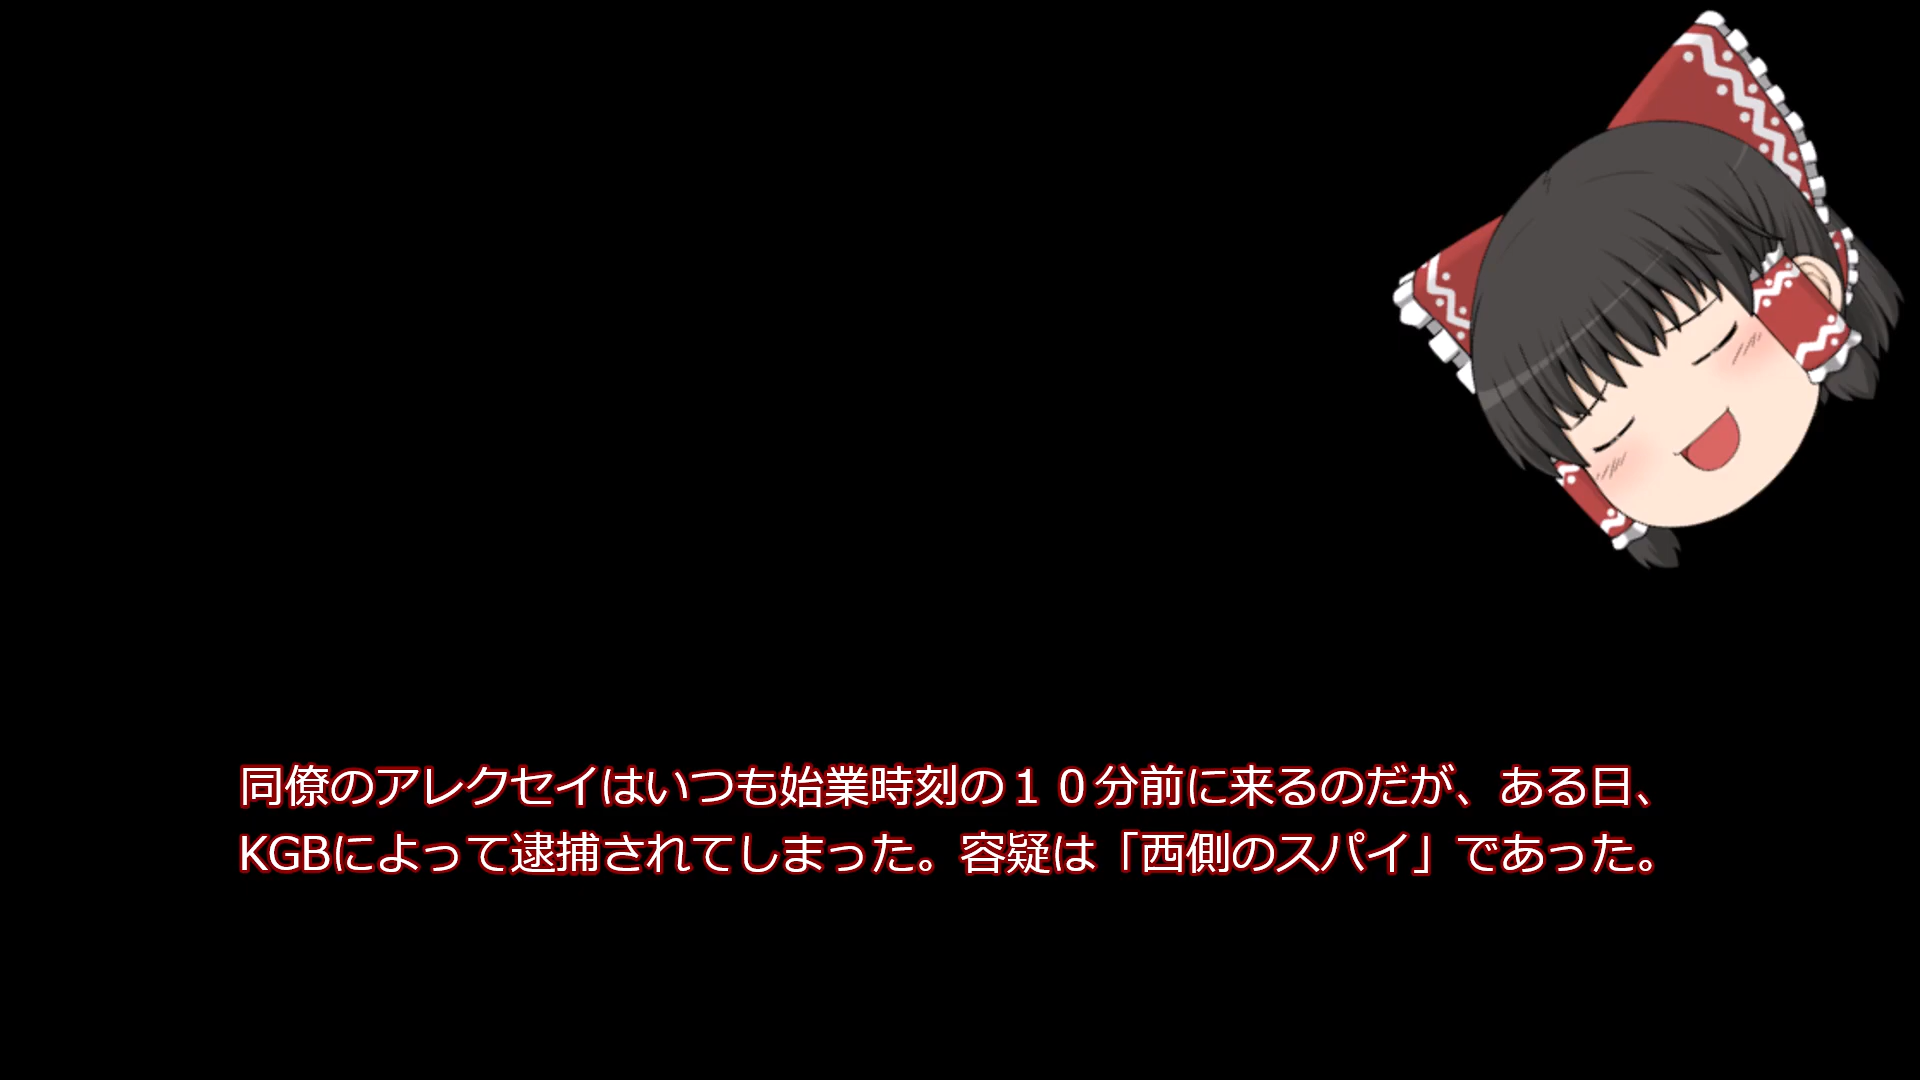 同僚のアレクセイはいつも始業時刻の１０分前に来るのだが、ある日、
KGBによって逮捕されてしまった。容疑は「西側のスパイ」であった。